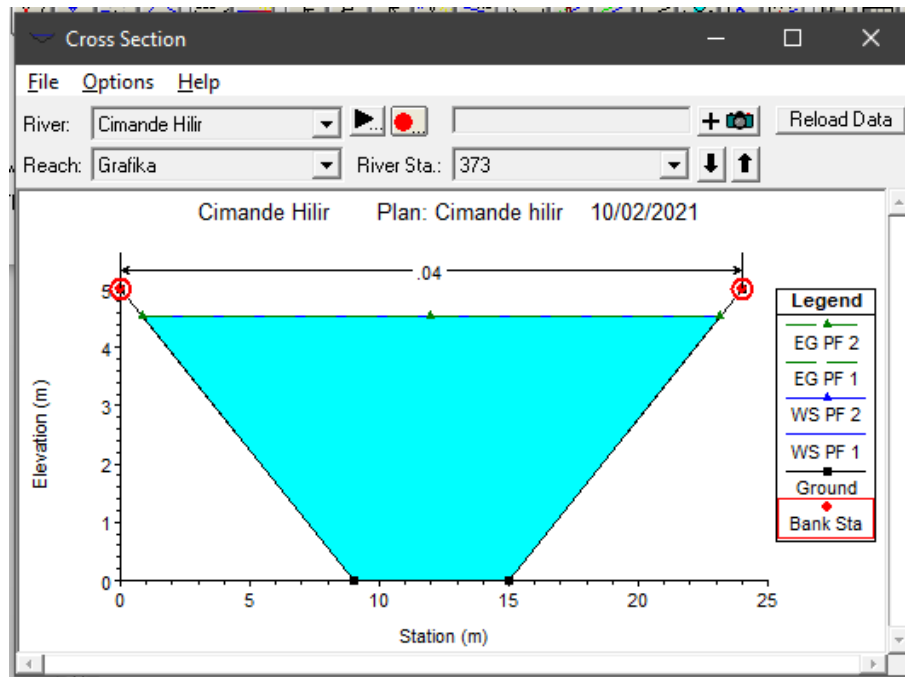 Cross Section
File Options Help
River: Cimande Hilir
Reload Data
Reach: Grafika River Sta.: 373
Cimande Hilir Plan: Cimande hilir 10/02/2021
.04
5
4
3
2
1
0
Elevation (m)
0 5 10 15 20 25
Station (m)
Legend
EG PF 2
EG PF 1
WS PF 2
WS PF 1
Ground
Bank Sta